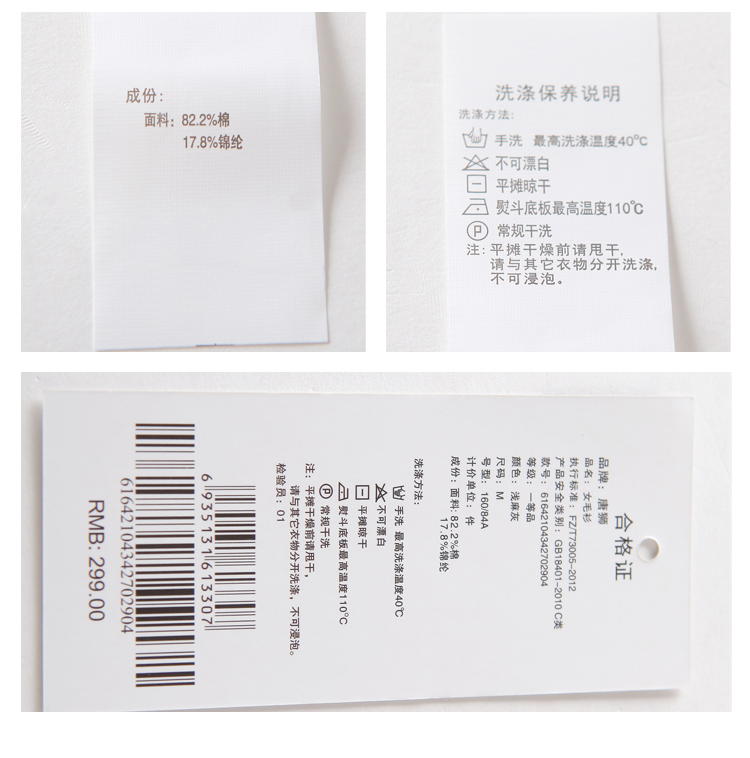 成份:
面料: 82.2%棉
17.8%锦纶
洗涤保养说明
洗涤方法:
手洗 最高洗涤温度40℃
不可漂白
平摊晾干
熨斗底板最高温度110℃
P 常规干洗
注: 平摊干燥前请甩干,
请与其它衣物分开洗涤,
不可浸泡。
合格证
品牌: 唐狮
品名: 女毛衫
执行标准: FZ/T73005-2012
产品安全类别: GB18401-2010 C类
款号: 61642104342702904
等级: 一等品
颜色: 浅麻灰
尺码: M
号型: 160/84A
计价单位: 件
成份: 面料: 82.2%棉
17.8%锦纶
洗涤方法:
手洗 最高洗涤温度40℃
不可漂白
平摊晾干
熨斗底板最高温度110℃
P 常规干洗
注: 平摊干燥前请甩干,
请与其它衣物分开洗涤, 不可浸泡。
检验员: 01
6935131613307
61642104342702904
RMB: 299.00